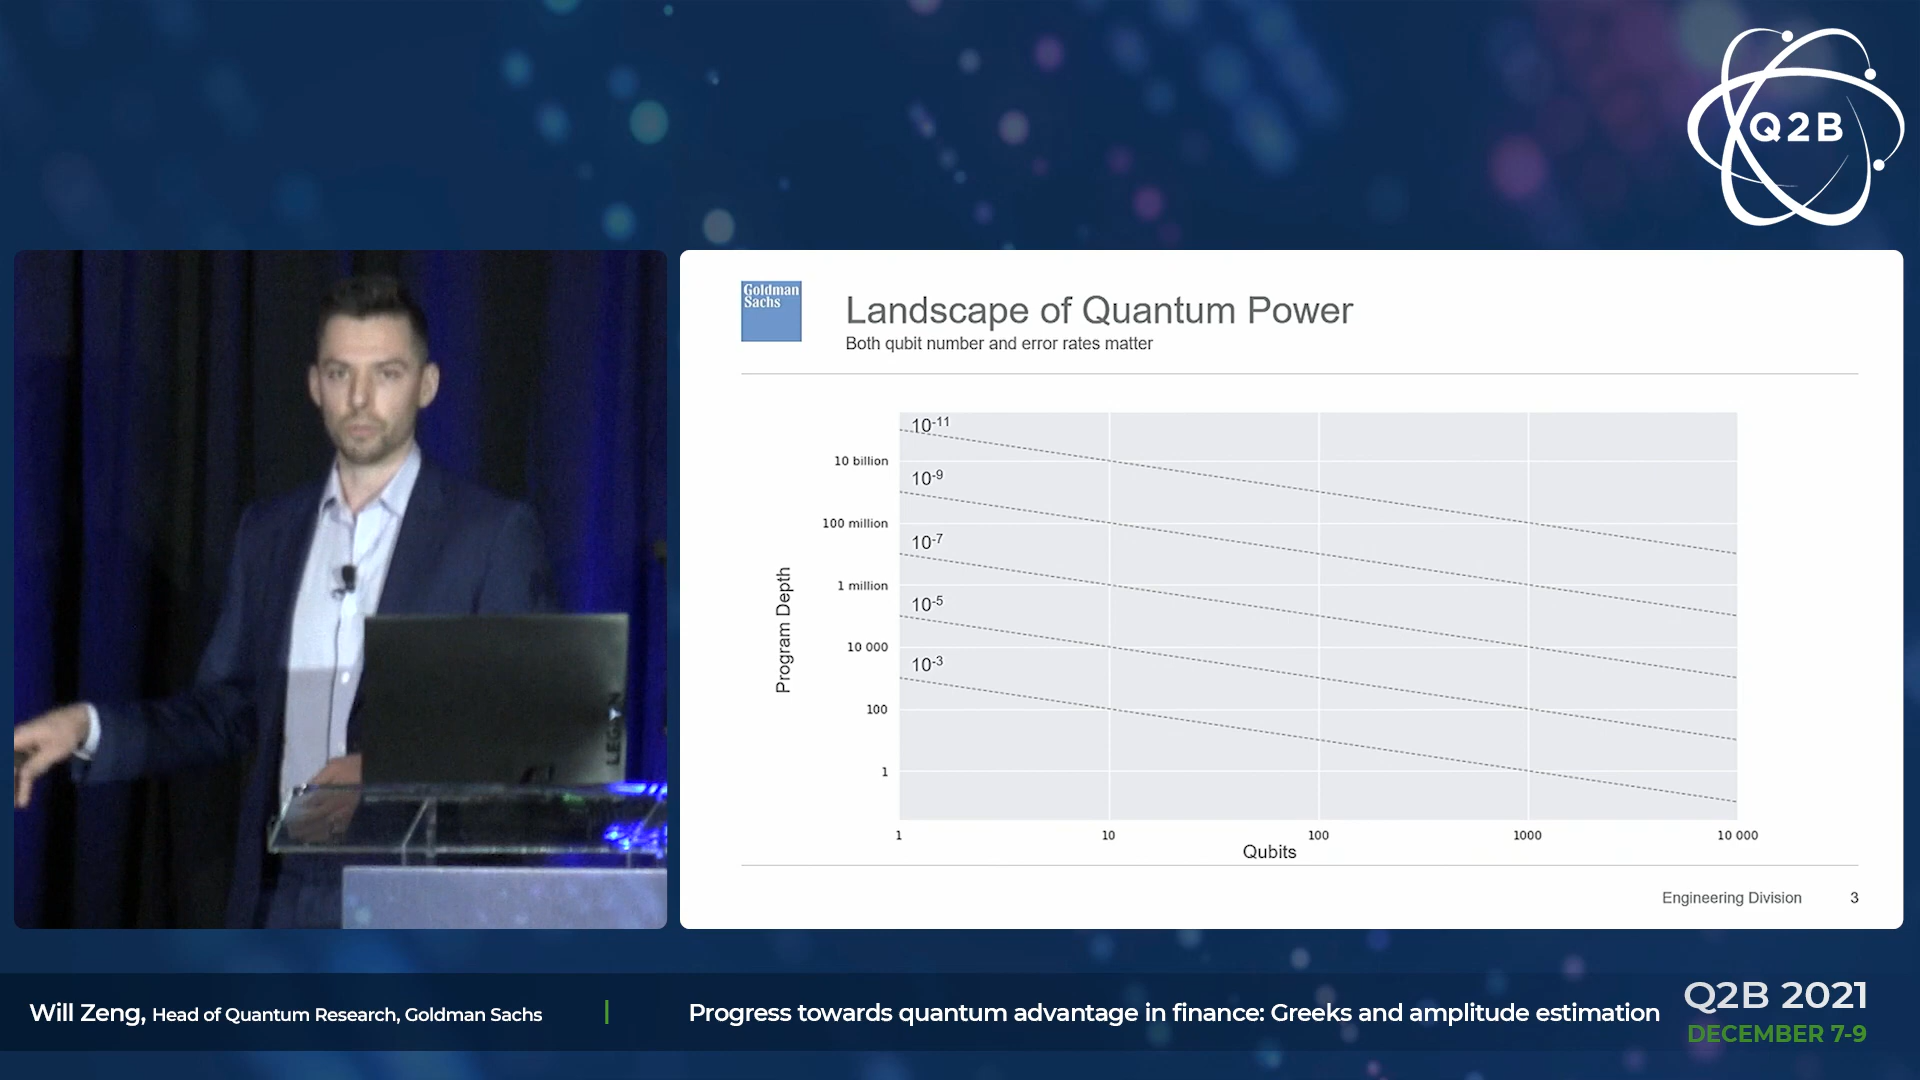 Q2B
Goldman
Sachs
Landscape of Quantum Power
Both qubit number and error rates matter
10⁻¹¹
10 billion
10⁻⁹
100 million
10⁻⁷
1 million
10⁻⁵
10 000
10⁻³
100
1
Program Depth
1 10 100 1000 10 000
Qubits
Engineering Division 3
LEGION
Will Zeng, Head of Quantum Research, Goldman Sachs | Progress towards quantum advantage in finance: Greeks and amplitude estimation
Q2B 2021
DECEMBER 7-9